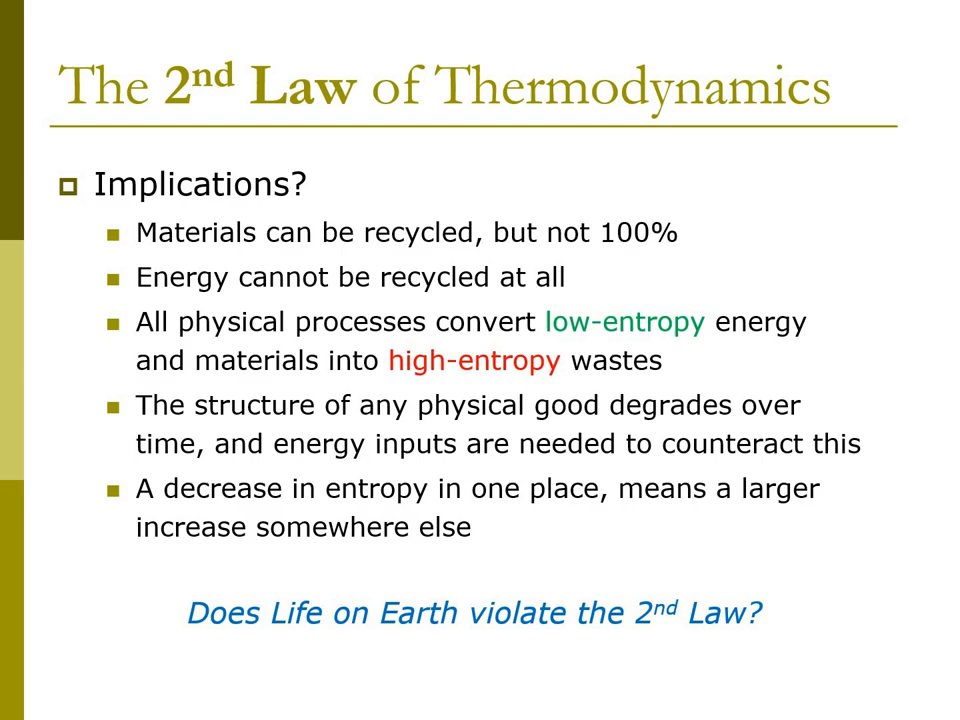 The 2nd Law of Thermodynamics
Implications?
Materials can be recycled, but not 100%
Energy cannot be recycled at all
All physical processes convert low-entropy energy
and materials into high-entropy wastes
The structure of any physical good degrades over
time, and energy inputs are needed to counteract this
A decrease in entropy in one place, means a larger
increase somewhere else
Does Life on Earth violate the 2nd Law?